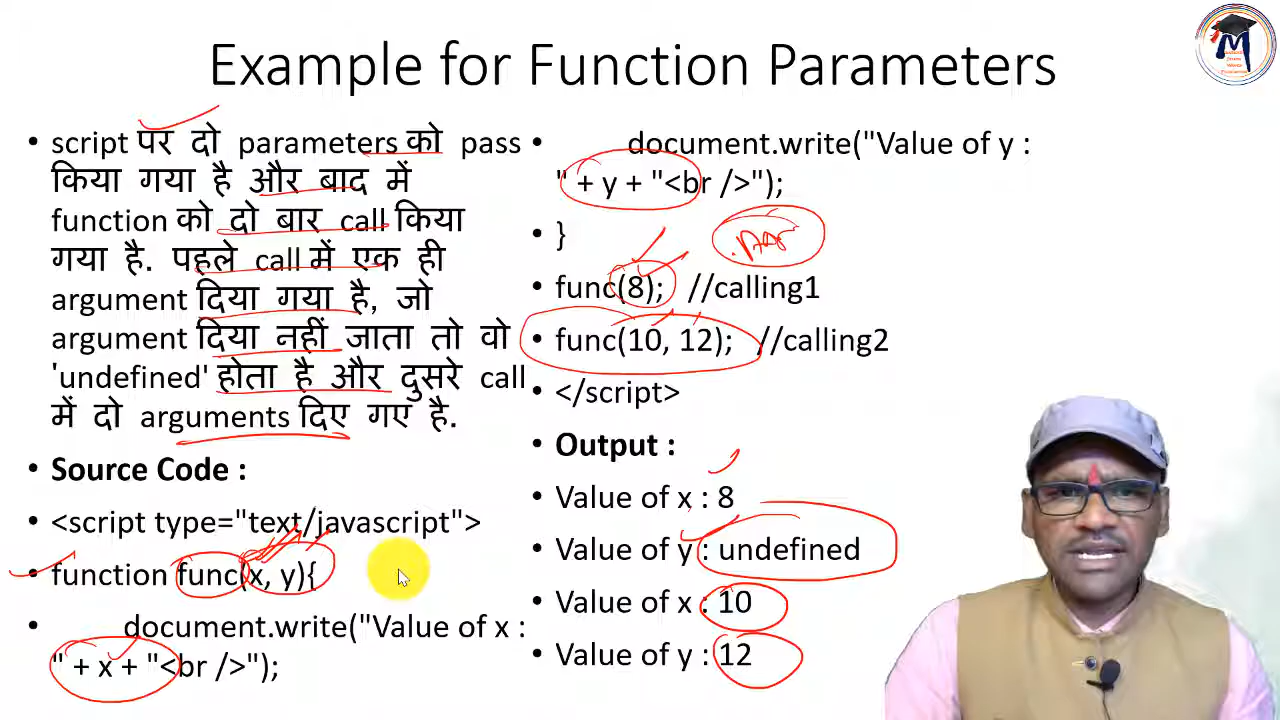 Example for Function Parameters
• script पर दो parameters को pass
किया गया है और बाद में
function को दो बार call किया
गया है. पहले call में एक ही
argument दिया गया है, जो
argument दिया नहीं जाता तो वो
'undefined' होता है और दुसरे call
में दो arguments दिए गए है.
• Source Code :
• <script type="text/javascript">
• function func(x, y){
• document.write("Value of x :
" + x + "<br />");
• document.write("Value of y :
" + y + "<br />");
• }
• func(8); //calling1
• func(10, 12); //calling2
• </script>
• Output :
• Value of x : 8
• Value of y : undefined
• Value of x : 10
• Value of y : 12